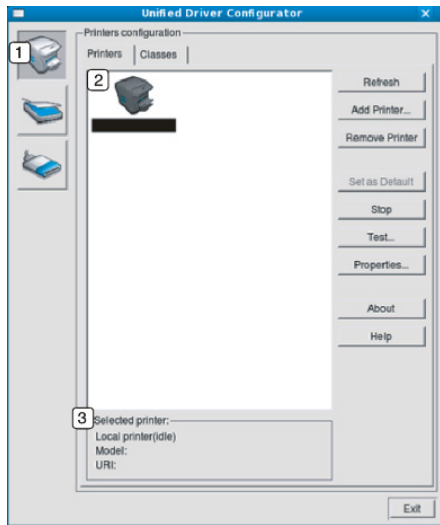 Unified Driver Configurator
Printers configuration
1
Printers Classes
2
Refresh
Add Printer...
Remove Printer
Set as Default
Stop
Test...
Properties...
About
Help
3
Selected printer:
Local printer(idle)
Model:
URI:
Exit